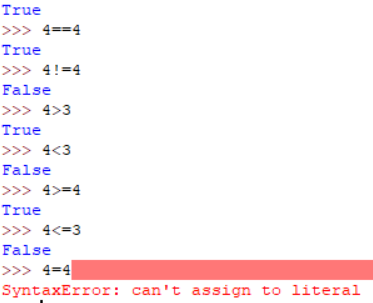 True
>>> 4==4
True
>>> 4!=4
False
>>> 4>3
True
>>> 4<3
False
>>> 4>=4
True
>>> 4<=3
False
>>> 4=4
SyntaxError: can't assign to literal